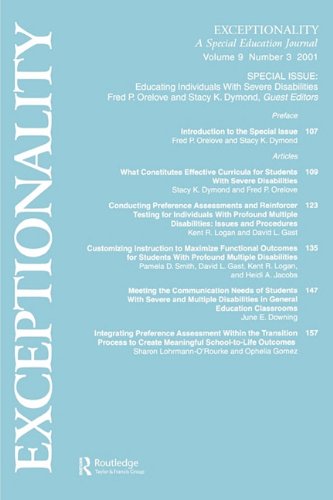 EXCEPTIONALITY
EXCEPTIONALITY
A Special Education Journal
Volume 9 Number 3 2001
SPECIAL ISSUE:
Educating Individuals With Severe Disabilities
Fred P. Orelove and Stacy K. Dymond, Guest Editors
Preface
Introduction to the Special Issue 107
Fred P. Orelove and Stacy K. Dymond
Articles
What Constitutes Effective Curricula for Students 109
With Severe Disabilities
Stacy K. Dymond and Fred P. Orelove
Conducting Preference Assessments and Reinforcer 123
Testing for Individuals With Profound Multiple
Disabilities: Issues and Procedures
Kent R. Logan and David L. Gast
Customizing Instruction to Maximize Functional Outcomes 135
for Students With Profound Multiple Disabilities
Pamela D. Smith, David L. Gast, Kent R. Logan,
and Heidi A. Jacobs
Meeting the Communication Needs of Students 147
With Severe and Multiple Disabilities in General
Education Classrooms
June E. Downing
Integrating Preference Assessment Within the Transition 157
Process to Create Meaningful School-to-Life Outcomes
Sharon Lohrmann-O'Rourke and Ophelia Gomez
Routledge
Taylor & Francis Group